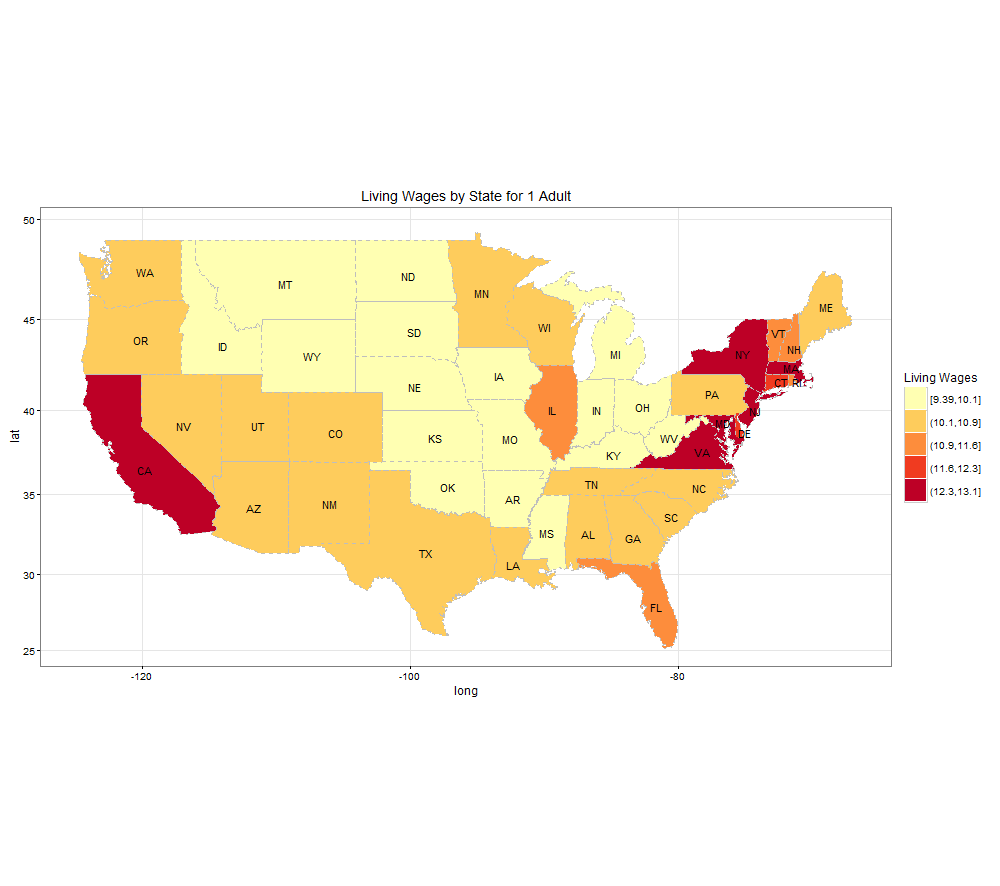 Living Wages by State for 1 Adult
50
45
40
35
30
25
lat
WA
MT
ND
MN
ME
OR
ID
WY
SD
WI
MI
NY
VT
NH
MA
CT
RI
NV
UT
CO
NE
IA
IL
IN
OH
PA
NJ
MD
DE
CA
AZ
NM
KS
MO
KY
WV
VA
OK
AR
TN
NC
SC
TX
LA
MS
AL
GA
FL
-120
-100
-80
long
Living Wages
[9.39,10.1]
(10.1,10.9]
(10.9,11.6]
(11.6,12.3]
(12.3,13.1]